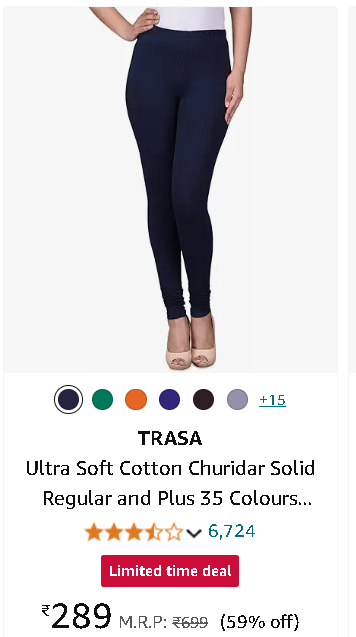 +15
TRASA
Ultra Soft Cotton Churidar Solid
Regular and Plus 35 Colours...
6,724
Limited time deal
₹289 M.R.P: ₹699 (59% off)